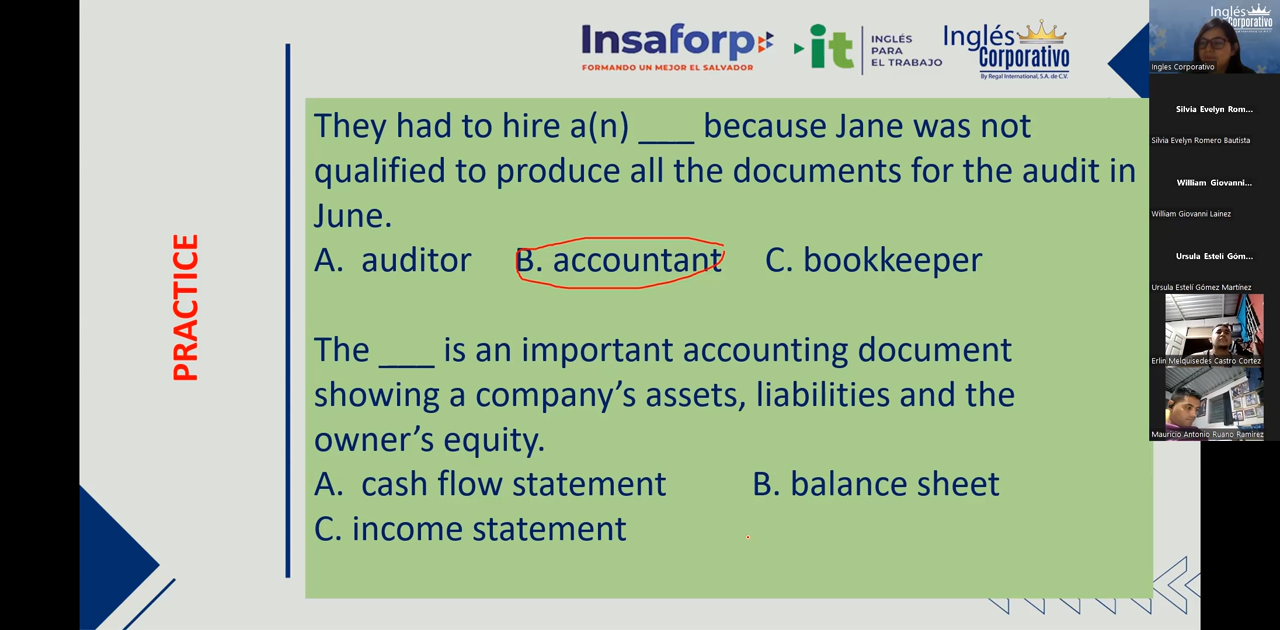 Insaforp
FORMANDO UN MEJOR EL SALVADOR
it
INGLÉS
PARA
EL TRABAJO
Inglés
Corporativo
By Regal International, S.A. de C.V.
PRACTICE
They had to hire a(n) ___ because Jane was not
qualified to produce all the documents for the audit in
June.
A. auditor B. accountant C. bookkeeper
The ___ is an important accounting document
showing a company’s assets, liabilities and the
owner’s equity.
A. cash flow statement B. balance sheet
C. income statement
Inglés
Corporativo
Ingles Corporativo
Silvia Evelyn Rom...
Silvia Evelyn Romero Bautista
William Giovanni...
William Giovanni Lainez
Ursula Estelí Góm...
Ursula Estelí Gómez Martínez
Erlin Melquisedes Castro Cortez
Mauricio Antonio Ruano Ramirez